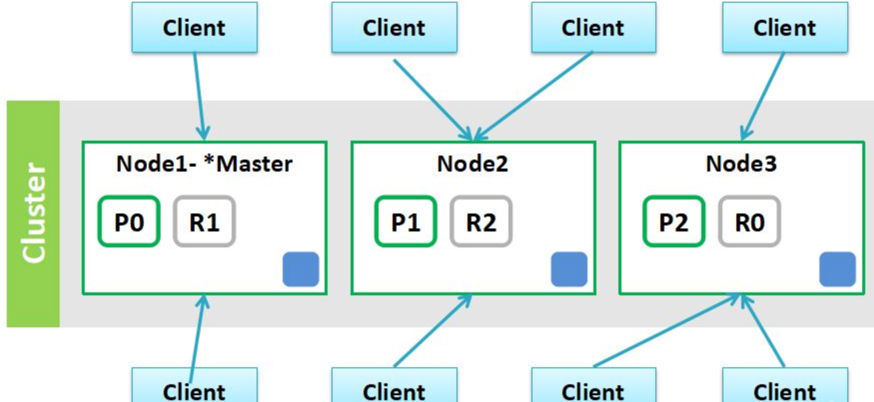 Client
Client
Client
Client
Cluster
Node1- *Master
Node2
Node3
P0
R1
P1
R2
P2
R0
Client
Client
Client
Client